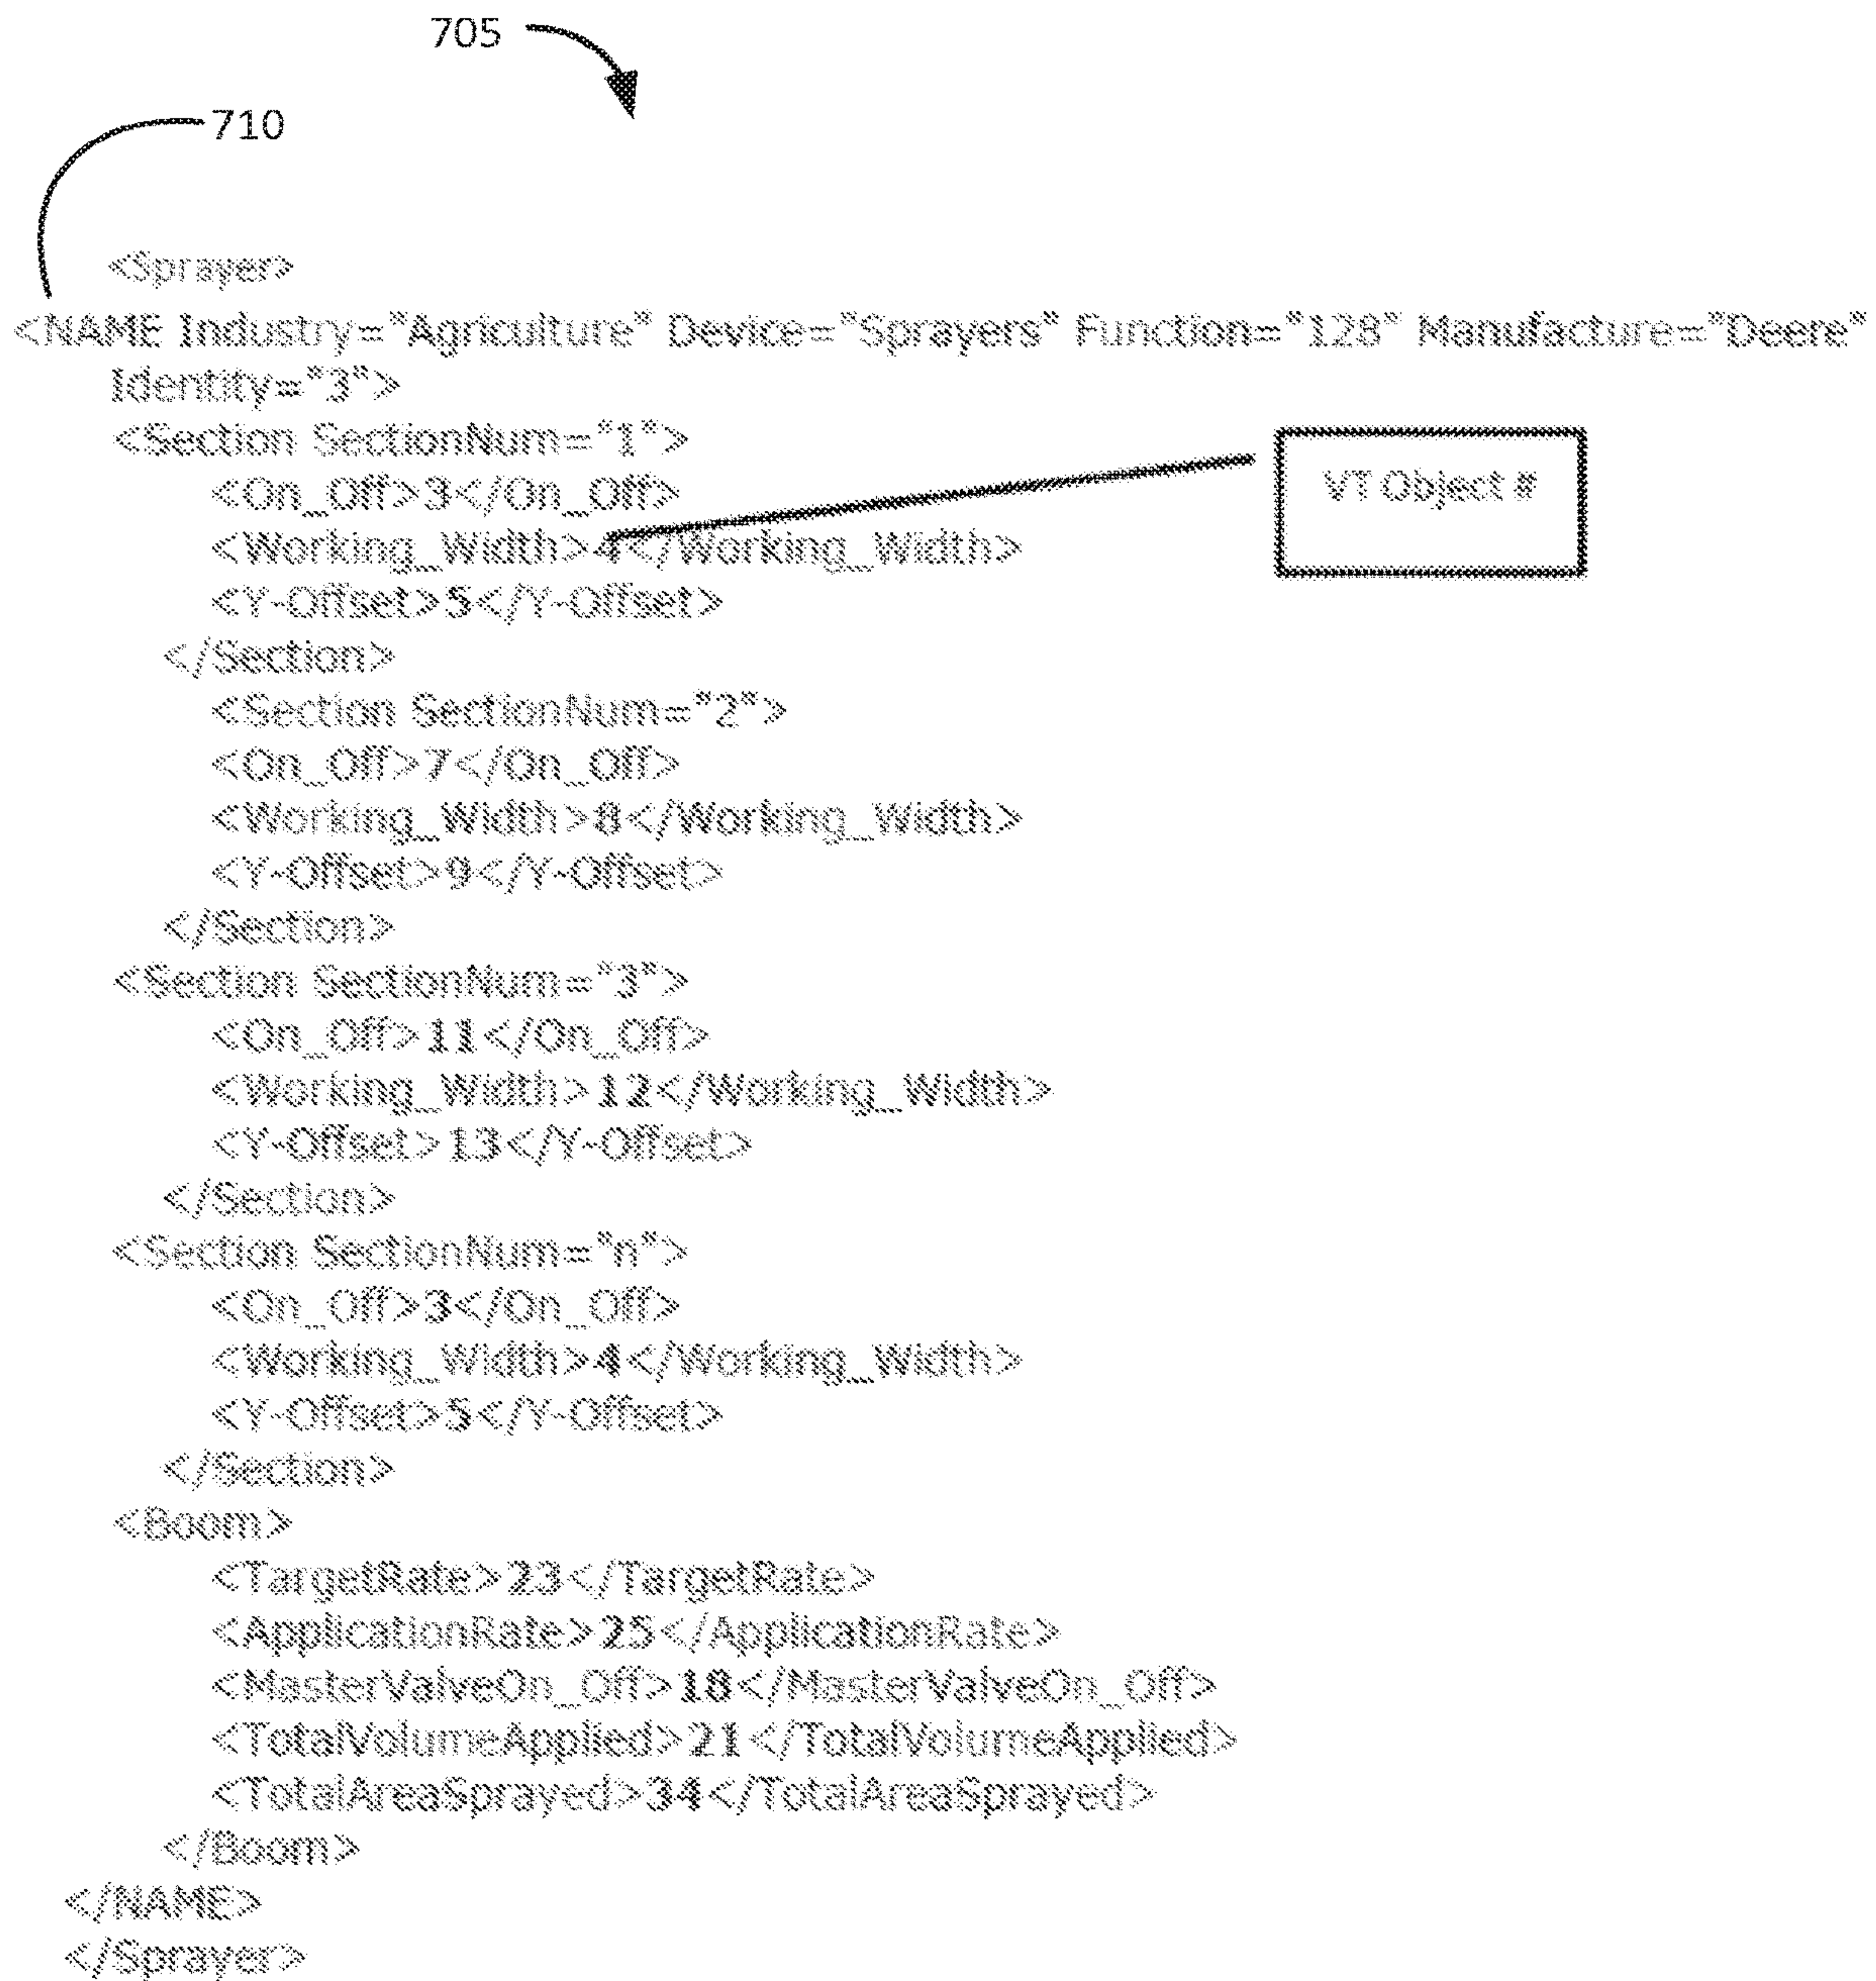 705
710
<Sprayer>
<NAME Industry="Agriculture" Device="Sprayers" Function="128" Manufacture="Deere"
Identity="3">
<Section SectionNum="1">
<On_Off>3</On_Off>
VT Object #
<Working_Width>4</Working_Width>
<Y-Offset>5</Y-Offset>
</Section>
<Section SectionNum="2">
<On_Off>7</On_Off>
<Working_Width>8</Working_Width>
<Y-Offset>9</Y-Offset>
</Section>
<Section SectionNum="3">
<On_Off>11</On_Off>
<Working_Width>12</Working_Width>
<Y-Offset>13</Y-Offset>
</Section>
<Section SectionNum="n">
<On_Off>3</On_Off>
<Working_Width>4</Working_Width>
<Y-Offset>5</Y-Offset>
</Section>
<Boom>
<TargetRate>23</TargetRate>
<ApplicationRate>25</ApplicationRate>
<MasterValveOn_Off>18</MasterValveOn_Off>
<TotalVolumeApplied>21</TotalVolumeApplied>
<TotalAreaSprayed>34</TotalAreaSprayed>
</Boom>
</NAME>
</Sprayer>